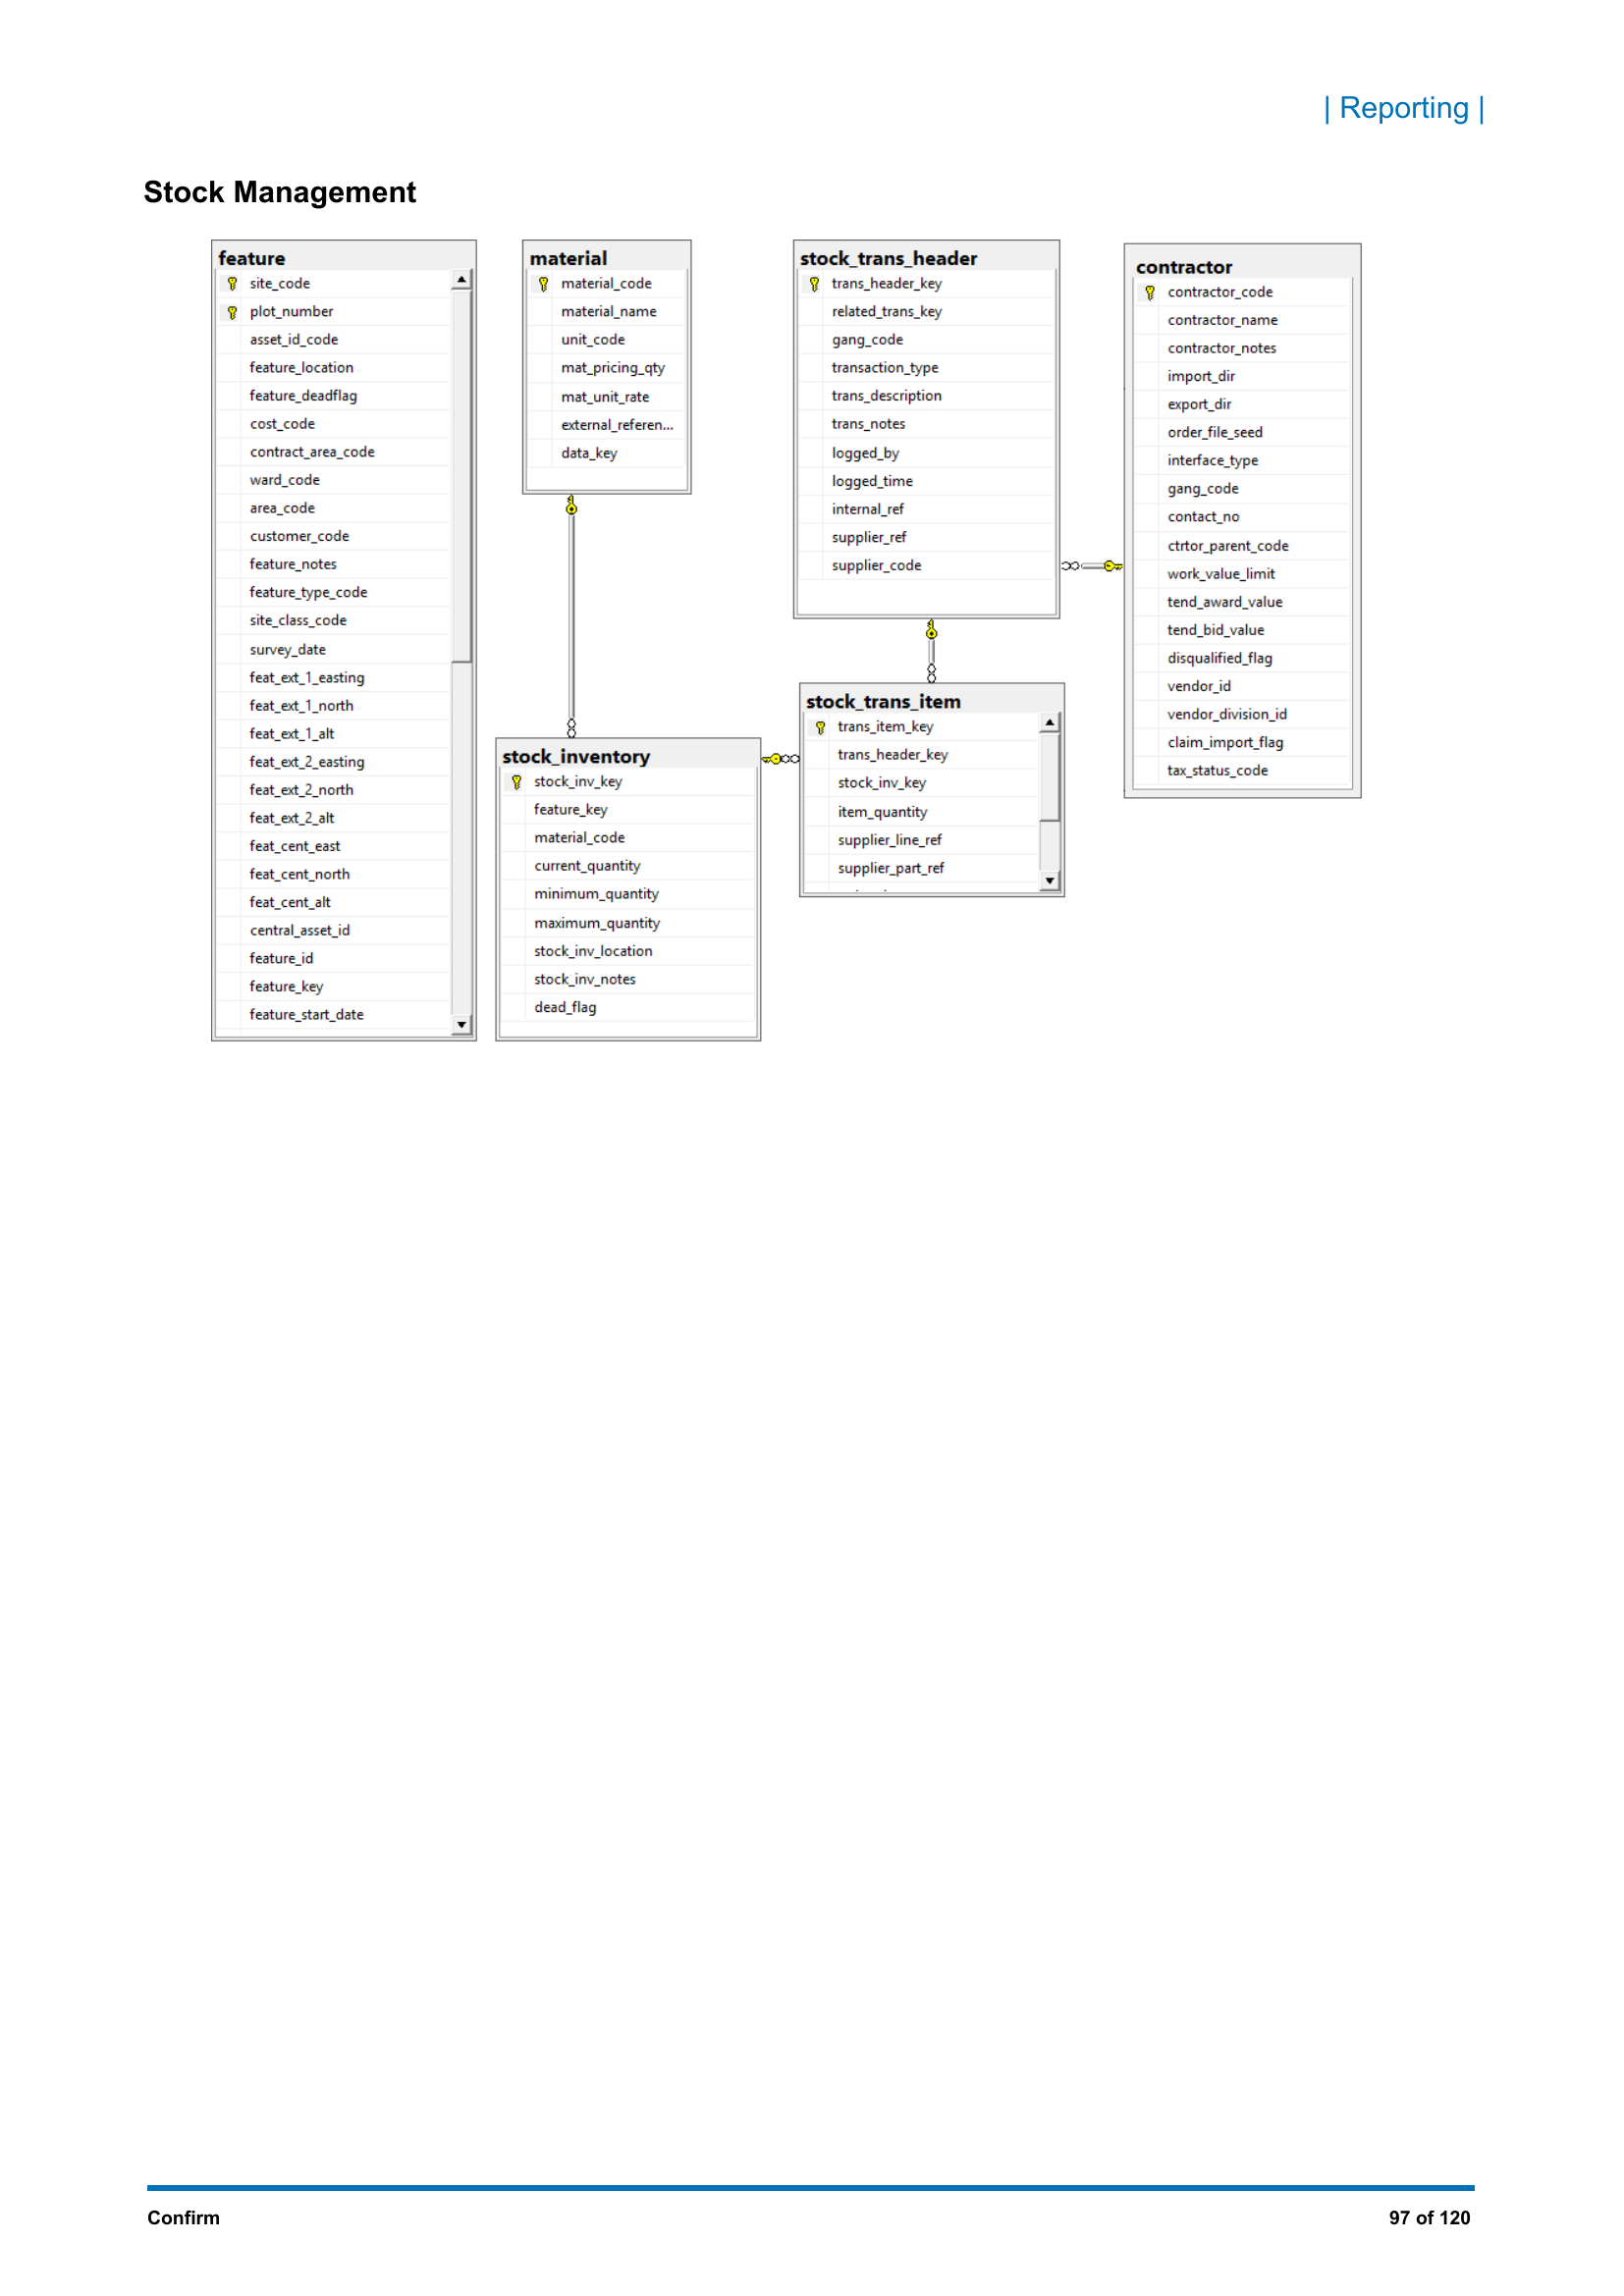 | Reporting |
Stock Management
feature
site_code
plot_number
asset_id_code
feature_location
feature_deadflag
cost_code
contract_area_code
ward_code
area_code
customer_code
feature_notes
feature_type_code
site_class_code
survey_date
feat_ext_1_easting
feat_ext_1_north
feat_ext_1_alt
feat_ext_2_easting
feat_ext_2_north
feat_ext_2_alt
feat_cent_east
feat_cent_north
feat_cent_alt
central_asset_id
feature_id
feature_key
feature_start_date
material
material_code
material_name
unit_code
mat_pricing_qty
mat_unit_rate
external_referen...
data_key
stock_inventory
stock_inv_key
feature_key
material_code
current_quantity
minimum_quantity
maximum_quantity
stock_inv_location
stock_inv_notes
dead_flag
stock_trans_header
trans_header_key
related_trans_key
gang_code
transaction_type
trans_description
trans_notes
logged_by
logged_time
internal_ref
supplier_ref
supplier_code
stock_trans_item
trans_item_key
trans_header_key
stock_inv_key
item_quantity
supplier_line_ref
supplier_part_ref
contractor
contractor_code
contractor_name
contractor_notes
import_dir
export_dir
order_file_seed
interface_type
gang_code
contact_no
ctrtor_parent_code
work_value_limit
tend_award_value
tend_bid_value
disqualified_flag
vendor_id
vendor_division_id
claim_import_flag
tax_status_code
Confirm
97 of 120